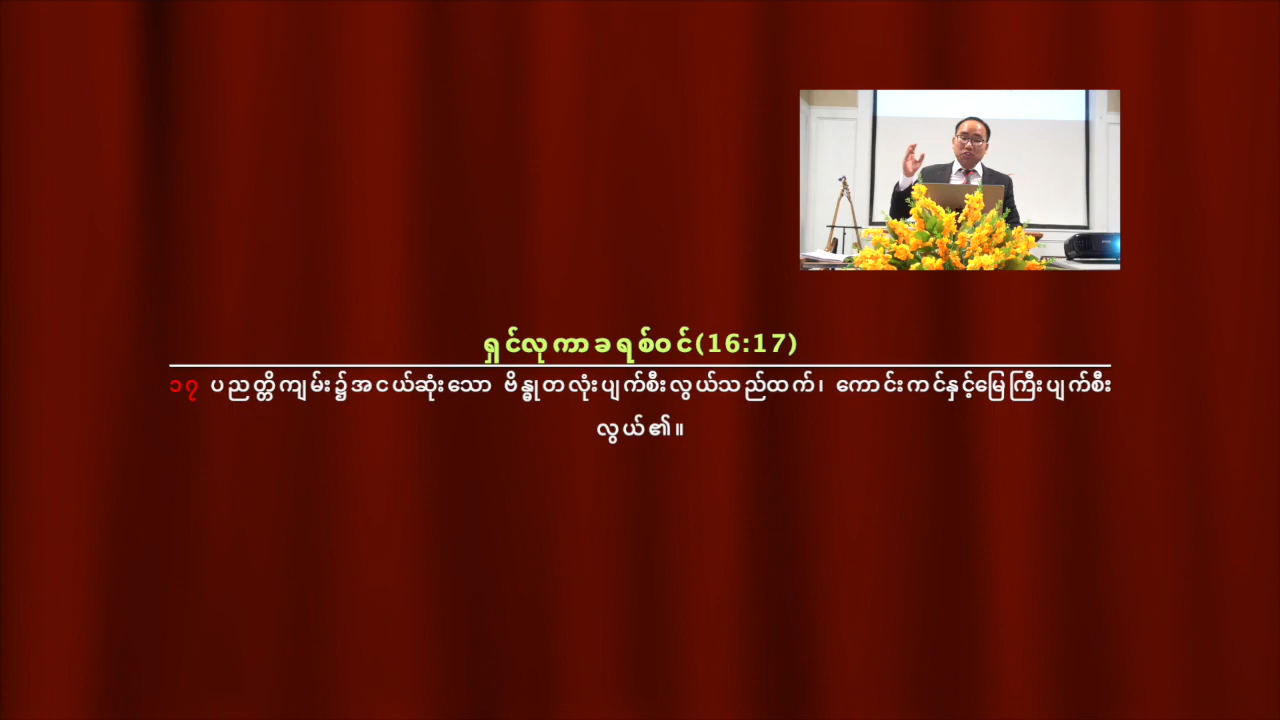 ရှင်လုကာခရစ်ဝင်(16:17)
၁၇ ပညတ္တိကျမ်း၌အငယ်ဆုံးသော ဗိန္ဓုတလုံးပျက်စီးလွယ်သည်ထက်၊ ကောင်းကင်နှင့်မြေကြီးပျက်စီး
လွယ်၏။